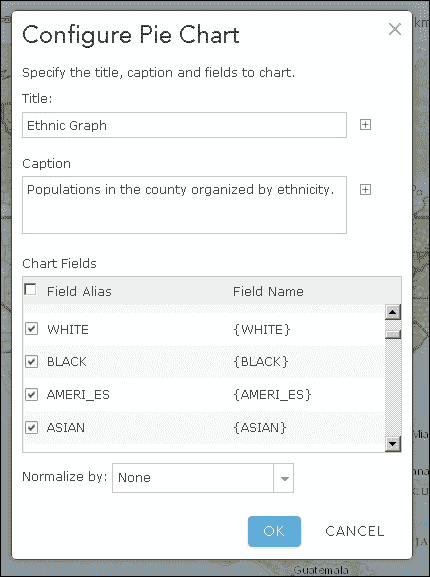 Configure Pie Chart
km
Specify the title, caption and fields to chart.
Title:
Ethnic Graph
Caption
Populations in the county organized by ethnicity.
Chart Fields
Field Alias Field Name
WHITE {WHITE}
BLACK {BLACK}
AMERI_ES {AMERI_ES}
ASIAN {ASIAN}
Normalize by: None
OK CANCEL
Guatemala